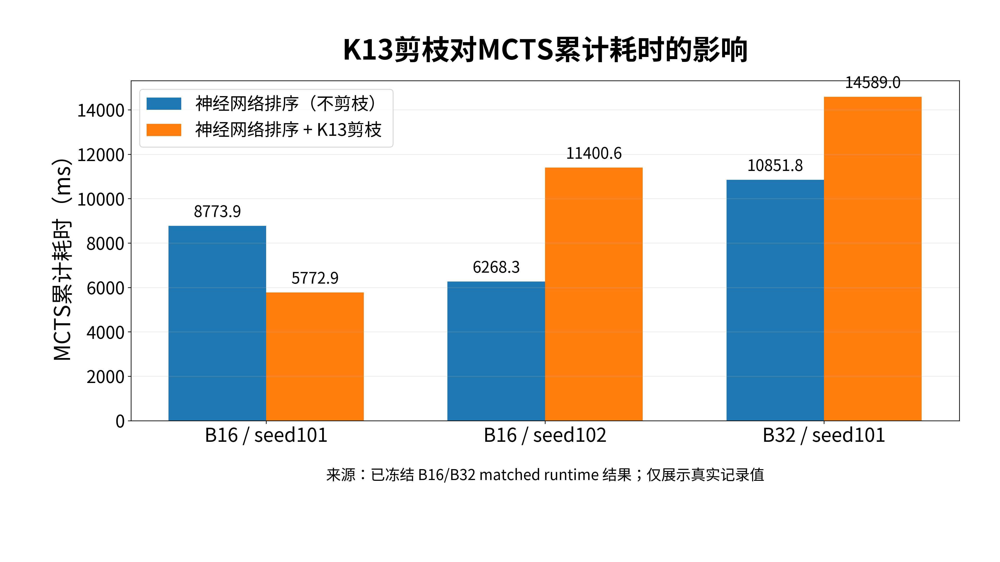 K13剪枝对MCTS累计耗时的影响
神经网络排序（不剪枝）
神经网络排序 + K13剪枝
MCTS累计耗时（ms）
14000
12000
10000
8000
6000
4000
2000
0
8773.9
5772.9
6268.3
11400.6
10851.8
14589.0
B16 / seed101
B16 / seed102
B32 / seed101
来源：已冻结 B16/B32 matched runtime 结果；仅展示真实记录值